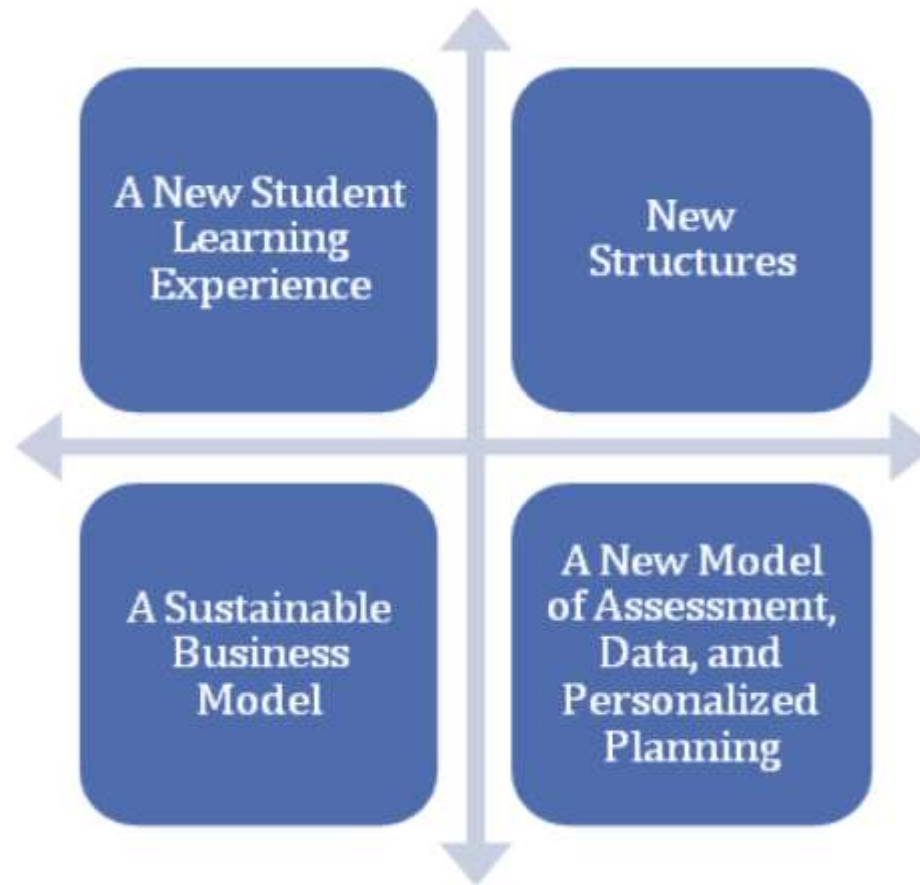 A New Student
Learning
Experience
New
Structures
A Sustainable
Business
Model
A New Model
of Assessment,
Data, and
Personalized
Planning